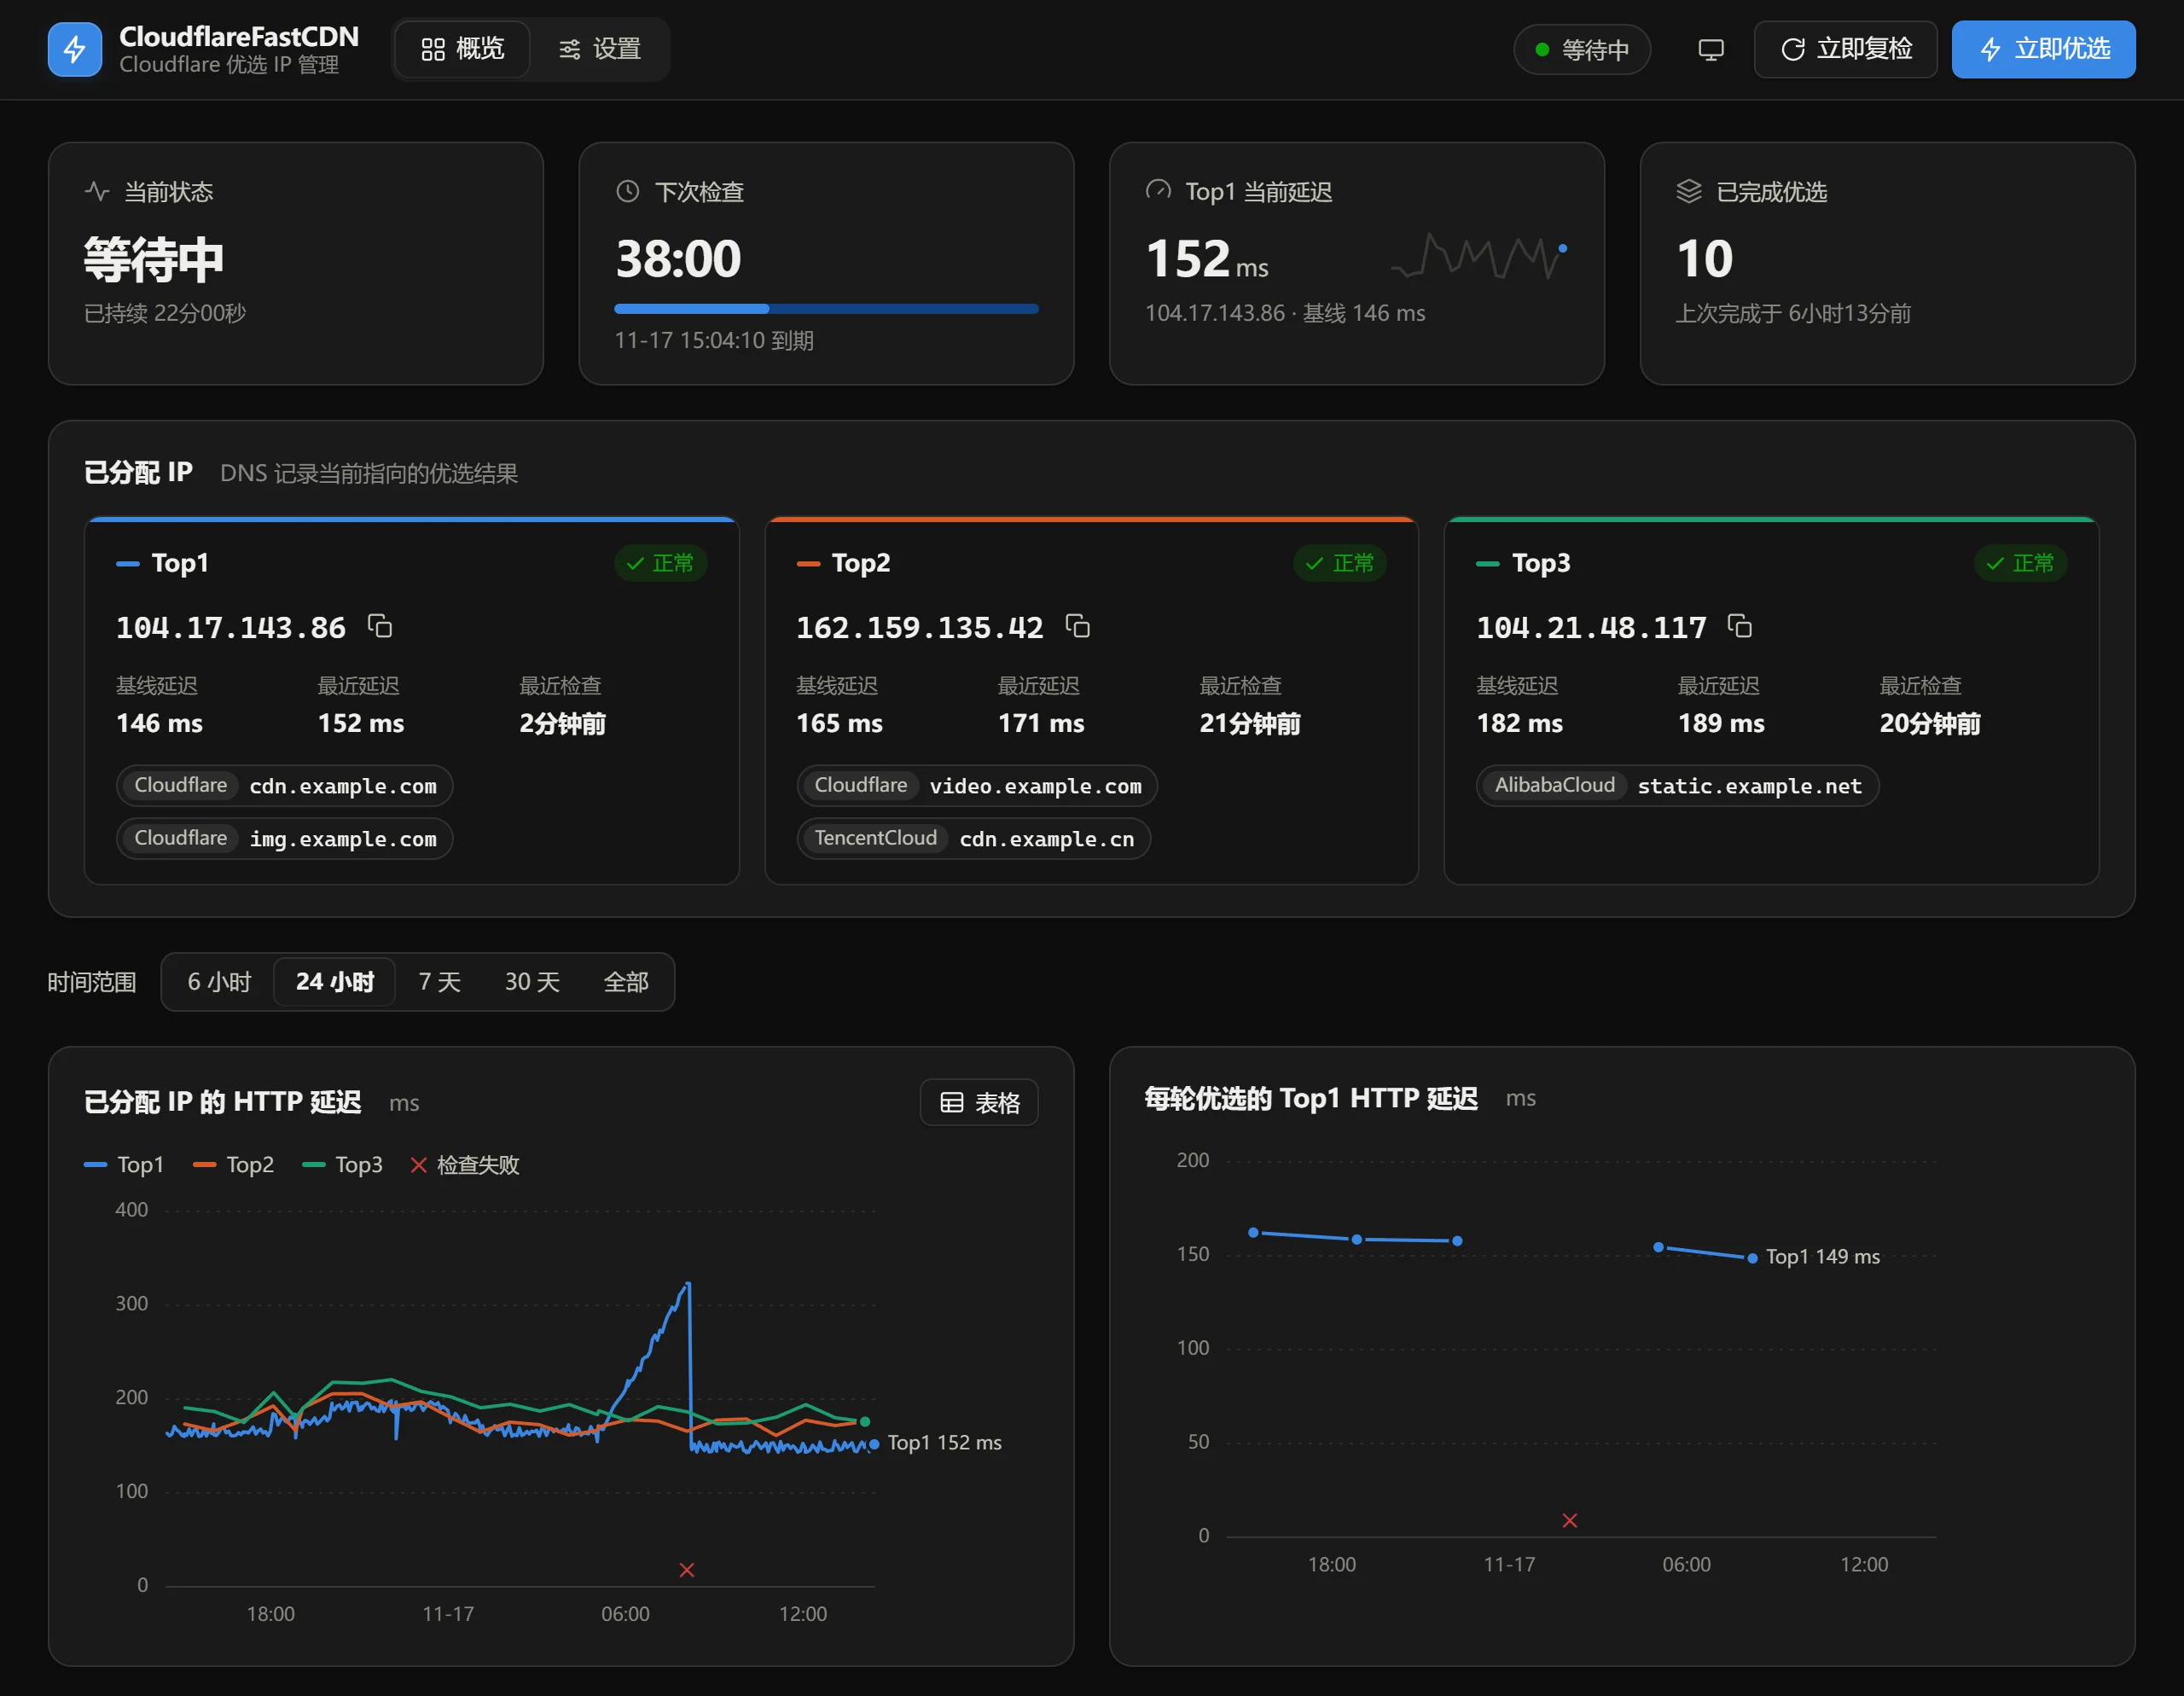 CloudflareFastCDN
Cloudflare 优选 IP 管理
概览
设置
等待中
立即复检
立即优选
当前状态
等待中
已持续 22分00秒
下次检查
38:00
11-17 15:04:10 到期
Top1 当前延迟
152 ms
104.17.143.86 · 基线 146 ms
已完成优选
10
上次完成于 6小时13分前
已分配 IP DNS 记录当前指向的优选结果
Top1 正常
104.17.143.86
基线延迟 最近延迟 最近检查
146 ms 152 ms 2分钟前
Cloudflare cdn.example.com
Cloudflare img.example.com
Top2 正常
162.159.135.42
基线延迟 最近延迟 最近检查
165 ms 171 ms 21分钟前
Cloudflare video.example.com
TencentCloud cdn.example.cn
Top3 正常
104.21.48.117
基线延迟 最近延迟 最近检查
182 ms 189 ms 20分钟前
AlibabaCloud static.example.net
时间范围 6 小时 24 小时 7 天 30 天 全部
已分配 IP 的 HTTP 延迟 ms 表格
Top1 Top2 Top3 检查失败
400
300
200
Top1 152 ms
100
0
18:00 11-17 06:00 12:00
每轮优选的 Top1 HTTP 延迟 ms
200
150
Top1 149 ms
100
50
0
18:00 11-17 06:00 12:00